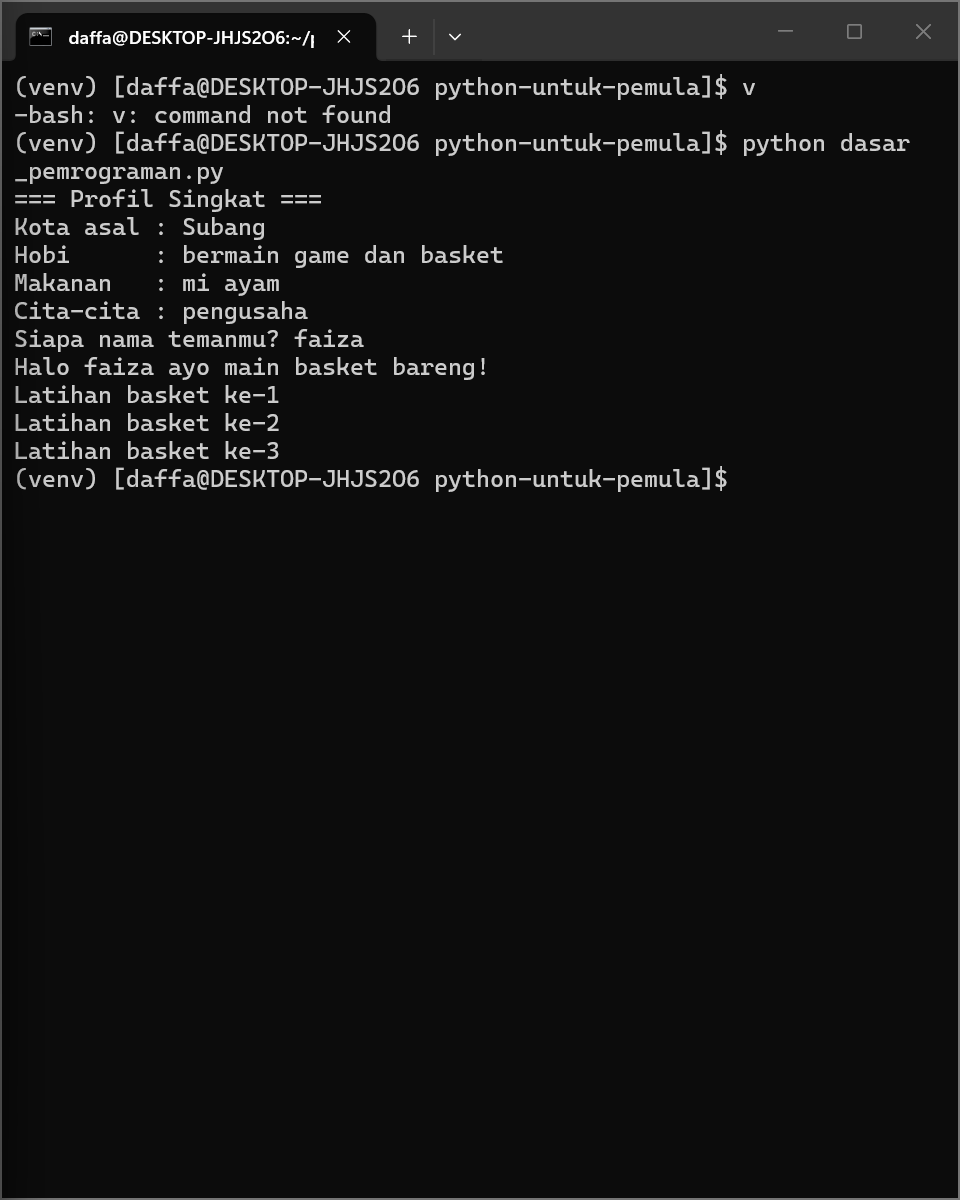 daffa@DESKTOP-JHJS2O6:~/p
(venv) [daffa@DESKTOP-JHJS2O6 python-untuk-pemula]$ v
-bash: v: command not found
(venv) [daffa@DESKTOP-JHJS2O6 python-untuk-pemula]$ python dasar
_pemrograman.py
=== Profil Singkat ===
Kota asal : Subang
Hobi      : bermain game dan basket
Makanan   : mi ayam
Cita-cita : pengusaha
Siapa nama temanmu? faiza
Halo faiza ayo main basket bareng!
Latihan basket ke-1
Latihan basket ke-2
Latihan basket ke-3
(venv) [daffa@DESKTOP-JHJS2O6 python-untuk-pemula]$